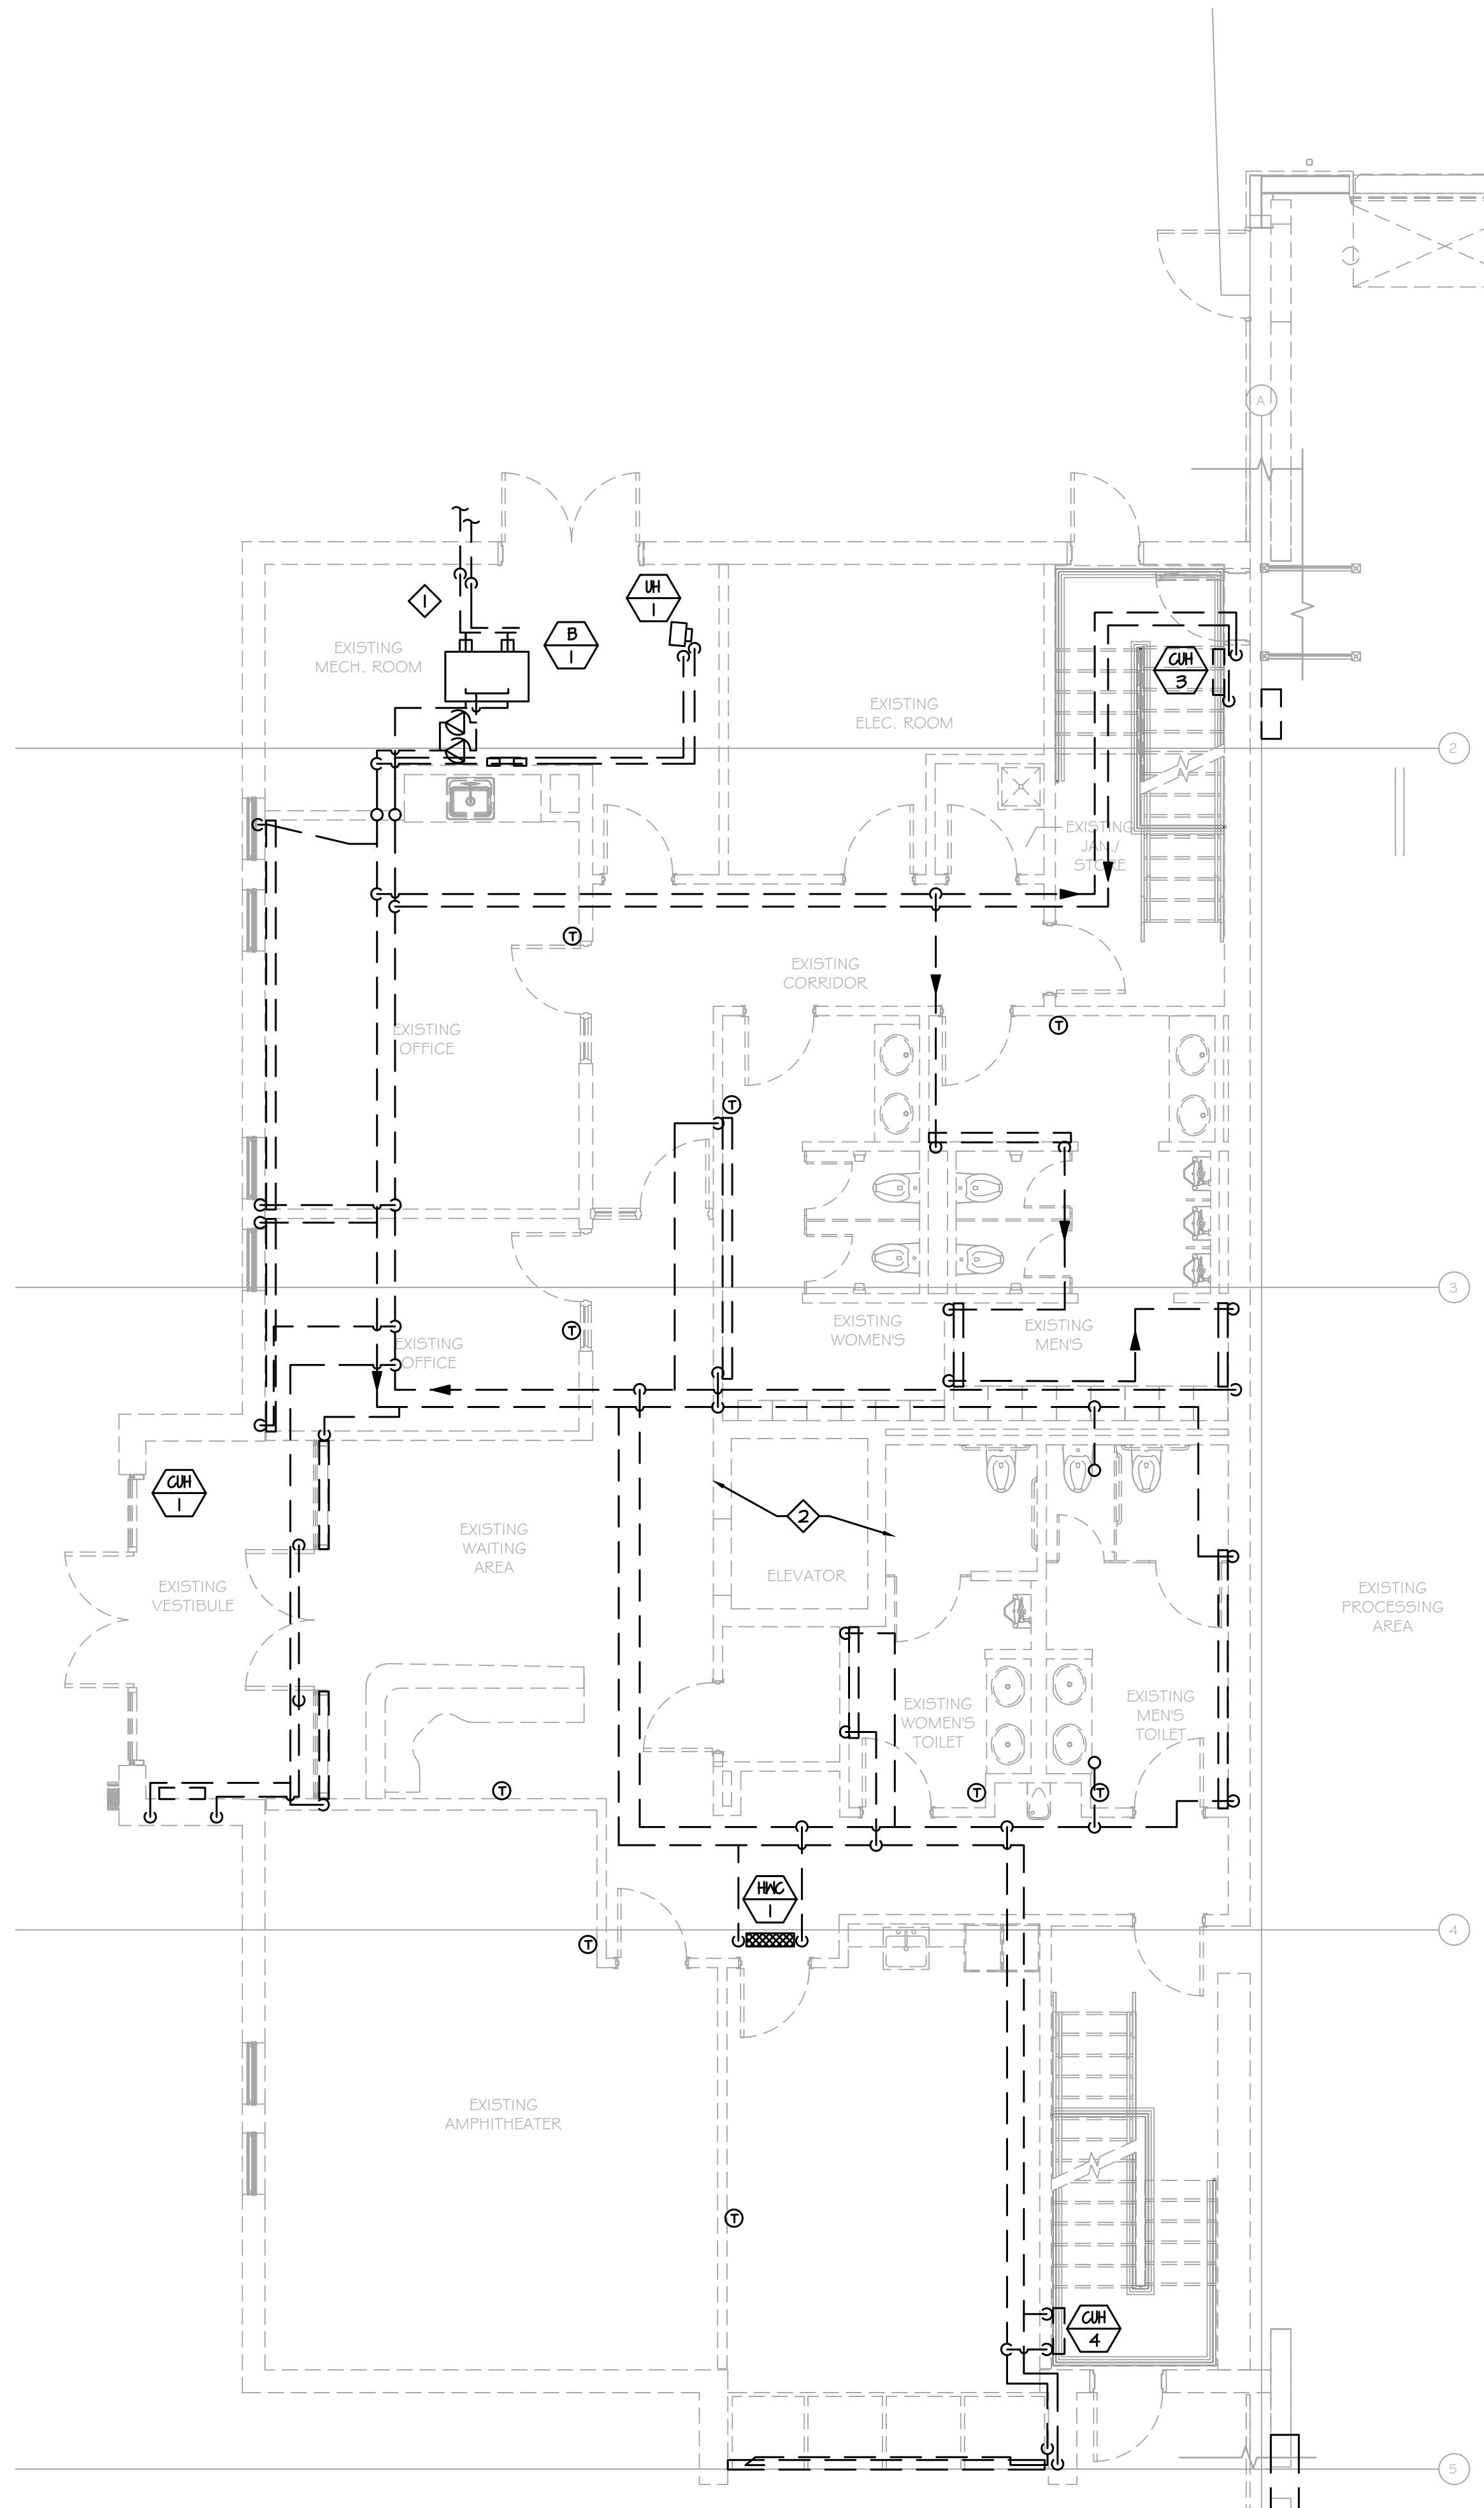 A
UH
1
1
B
1
EXISTING
MECH. ROOM
CUH
3
EXISTING
ELEC. ROOM
2
EXISTING
JAN./
STORE
T
EXISTING
CORRIDOR
T
EXISTING
OFFICE
T
3
EXISTING
WOMEN'S
EXISTING
MEN'S
T
EXISTING
OFFICE
CUH
1
2
EXISTING
WAITING
AREA
ELEVATOR
EXISTING
VESTIBULE
EXISTING
PROCESSING
AREA
EXISTING
WOMEN'S
TOILET
EXISTING
MEN'S
TOILET
T
T
T
HWC
1
4
T
EXISTING
AMPHITHEATER
T
CUH
4
5